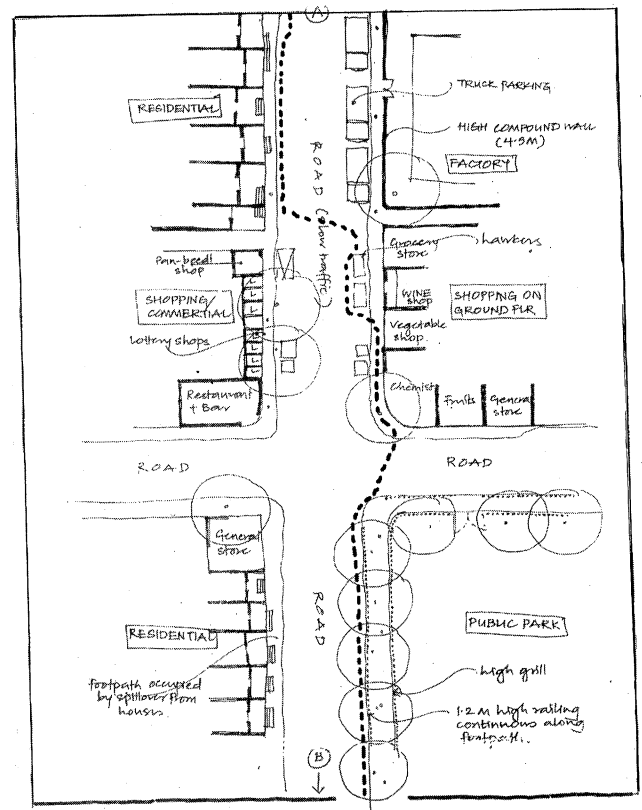 A
RESIDENTIAL
TRUCK PARKING
HIGH COMPOUND WALL
(4.5M)
FACTORY
ROAD (slow traffic)
Pan-beedi
shop
Grocery
store
hawkers
SHOPPING/
COMMERTIAL
WINE
shop
SHOPPING ON
GROUND FLR
Lottery shops
Vegetable
shop
Restaurant
+ Bar
Chemist
Fruits
General
store
ROAD
ROAD
General
store
ROAD
RESIDENTIAL
PUBLIC PARK
footpath occupied
by spillover from
houses
high grill
1.2 M high railing
continuous along
footpath.
B